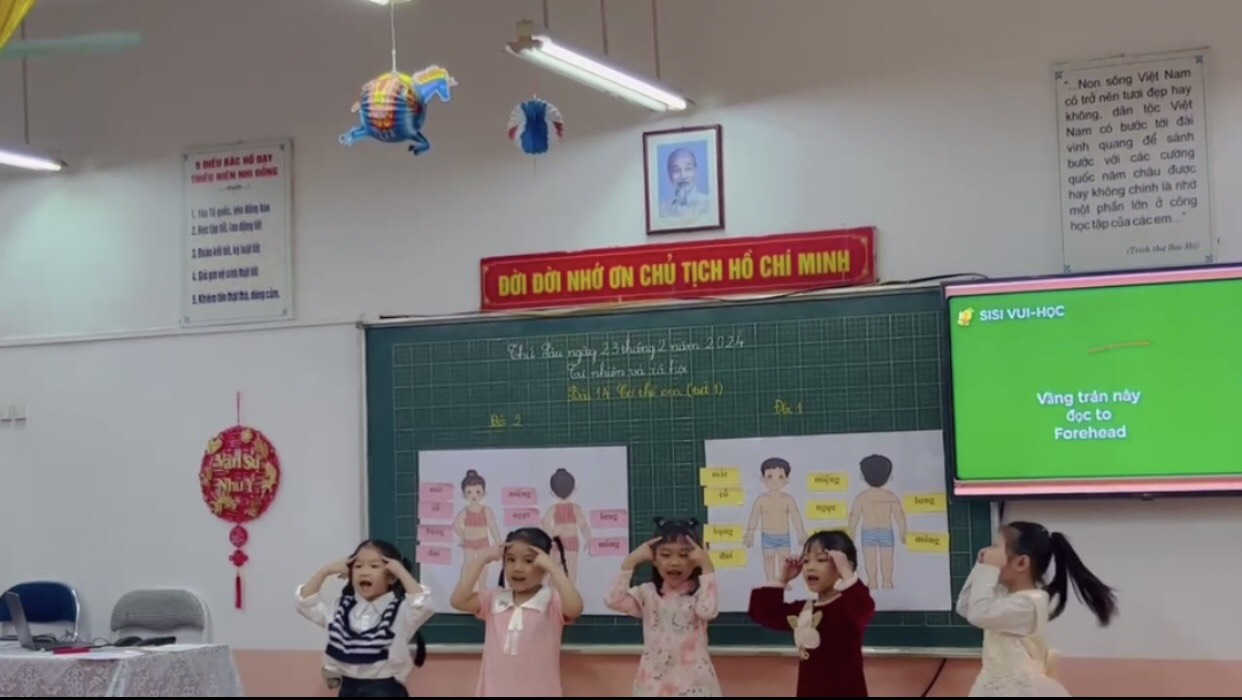 5 ĐIỀU BÁC HỒ DẠY
THIẾU NIÊN NHI ĐỒNG
1. Yêu Tổ quốc, yêu đồng bào
2. Học tập tốt, lao động tốt
3. Đoàn kết tốt, kỷ luật tốt
4. Giữ gìn vệ sinh thật tốt
5. Khiêm tốn thật thà, dũng cảm.
ĐỜI ĐỜI NHỚ ƠN CHỦ TỊCH HỒ CHÍ MINH
"...Non sông Việt Nam
có trở nên tươi đẹp hay
không, dân tộc Việt
Nam có bước tới đài
vinh quang để sánh
bước với các cường
quốc năm châu được
hay không chính là nhờ
một phần lớn ở công
học tập của các em..."
(Trích thư Bác Hồ)
SISI VUI-HỌC
Vầng trán này
đọc to
Forehead
Thứ Sáu ngày 23 tháng 2 năm 2024
Tự nhiên và xã hội
Bài 14 Cơ thể em (tiết 1)
Đội 2
Đội 1
Vạn Sự
Như Ý
mắt
cổ
bụng
đùi
miệng
ngực
lưng
mông
mắt
cổ
bụng
đùi
miệng
ngực
lưng
mông